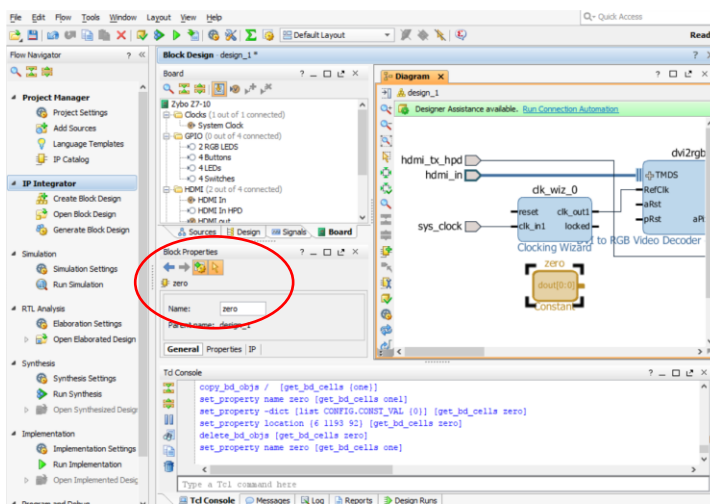 File Edit Flow Tools Window Layout View Help
Q- Quick Access
Default Layout
Read
Flow Navigator ? «
Project Manager
Project Settings
Add Sources
Language Templates
IP Catalog
IP Integrator
Create Block Design
Open Block Design
Generate Block Design
Simulation
Simulation Settings
Run Simulation
RTL Analysis
Elaboration Settings
Open Elaborated Design
Synthesis
Synthesis Settings
Run Synthesis
Open Synthesized Desig
Implementation
Implementation Settings
Run Implementation
Open Implemented Desig
Program and Debug
Block Design - design_1 *
Board
Zybo Z7-10
Clocks (1 out of 1 connected)
System Clock
GPIO (0 out of 4 connected)
2 RGB LEDS
4 Buttons
4 LEDs
4 Switches
HDMI (2 out of 4 connected)
HDMI In
HDMI In HPD
HDMI out
Sources Design Signals Board
Block Properties
zero
Name: zero
Parent name: design_1
General Properties IP
Diagram
design_1
Designer Assistance available. Run Connection Automation
hdmi_tx_hpd
hdmi_in
sys_clock
clk_wiz_0
reset clk_out1
clk_in1 locked
Clocking Wizard
dvi2rgb
TMDS
RefClk
aRst
pRst
to RGB Video Decoder
zero
dout[0:0]
Constant
Tcl Console
copy_bd_objs / [get_bd_cells {one}]
set_property name zero [get_bd_cells one1]
set_property -dict [list CONFIG.CONST_VAL {0}] [get_bd_cells zero]
set_property location {6 1193 92} [get_bd_cells zero]
delete_bd_objs [get_bd_cells zero]
set_property name zero [get_bd_cells one]
Type a Tcl command here
Tcl Console Messages Log Reports Design Runs